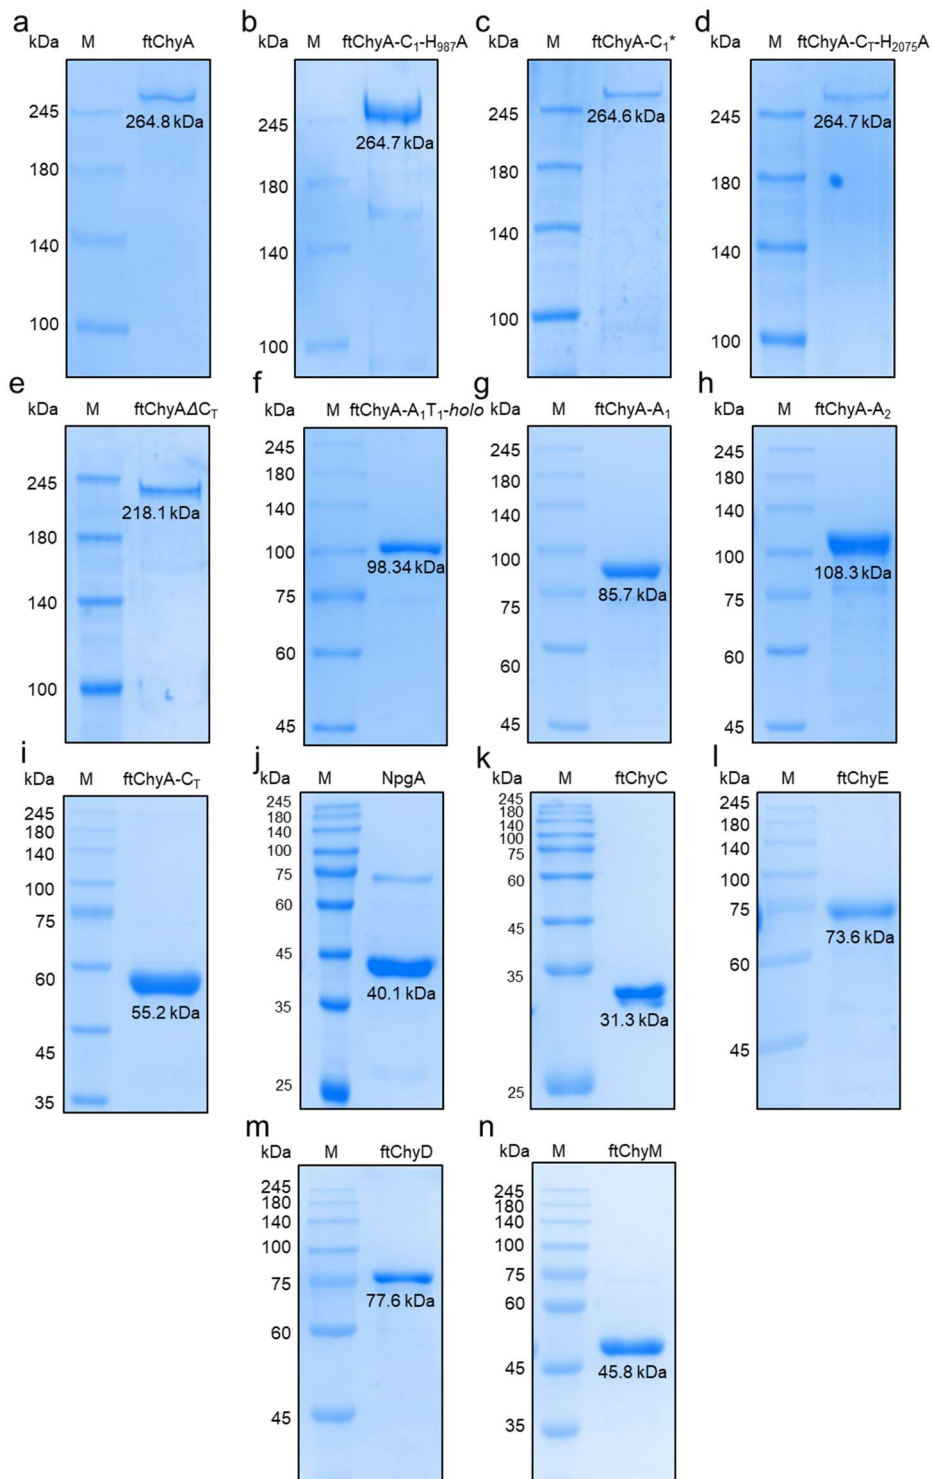 a
kDa M ftChyA
245
264.8 kDa
180
140
100
b
kDa M ftChyA-C₁-H₉₈₇A
245
264.7 kDa
180
140
100
c
kDa M ftChyA-C₁*
245
264.6 kDa
180
140
100
d
kDa M ftChyA-C_T-H₂₀₇₅A
245
264.7 kDa
180
140
100
e
kDa M ftChyAΔC_T
245
218.1 kDa
180
140
100
f
kDa M ftChyA-A₁T₁-holo
245
180
140
100
98.34 kDa
75
60
45
g
kDa M ftChyA-A₁
245
180
140
100
85.7 kDa
75
60
45
h
kDa M ftChyA-A₂
245
180
140
100
108.3 kDa
75
60
45
i
kDa M ftChyA-C_T
245
180
140
100
75
60
55.2 kDa
45
35
j
kDa M NpgA
245
180
140
100
75
60
45
40.1 kDa
35
25
k
kDa M ftChyC
245
180
140
100
75
60
45
35
31.3 kDa
25
l
kDa M ftChyE
245
180
140
100
75
73.6 kDa
60
45
m
kDa M ftChyD
245
180
140
100
75
77.6 kDa
60
45
n
kDa M ftChyM
245
180
140
100
75
60
45
45.8 kDa
35